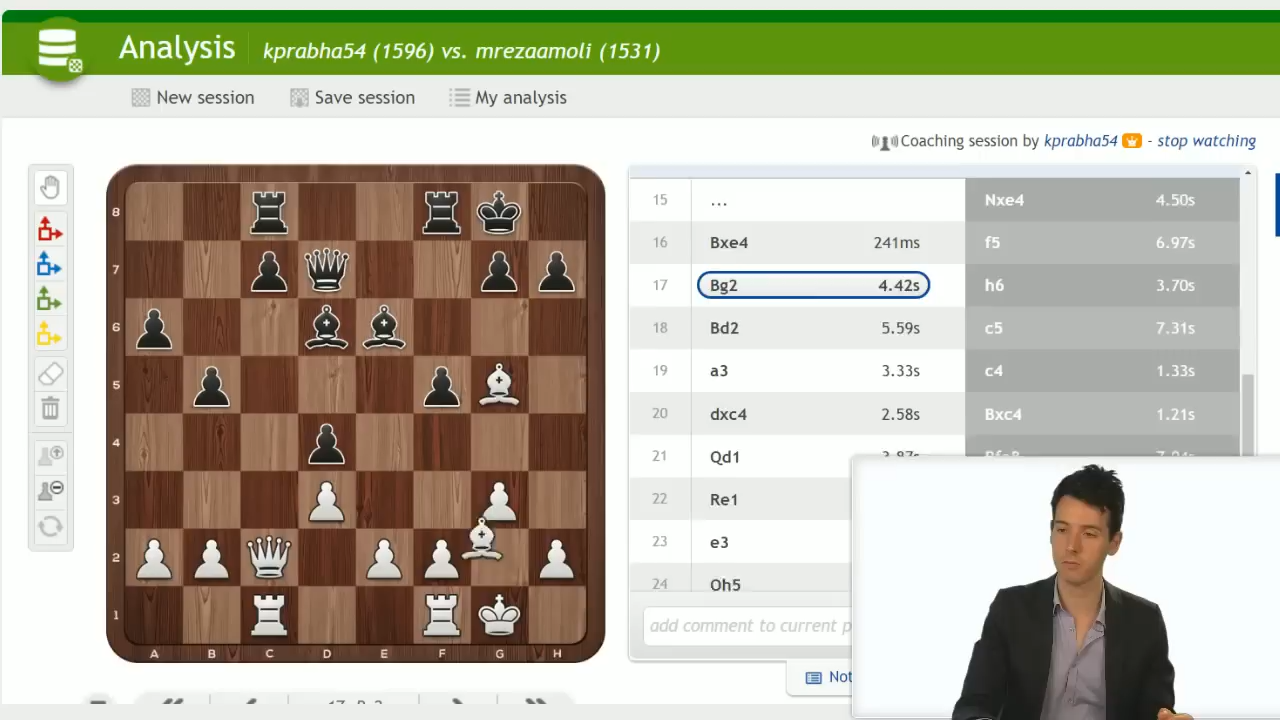 Analysis kprabha54 (1596) vs. mrezaamoli (1531)
New session Save session My analysis
Coaching session by kprabha54 - stop watching
15 ... Nxe4 4.50s
16 Bxe4 241ms f5 6.97s
17 Bg2 4.42s h6 3.70s
18 Bd2 5.59s c5 7.31s
19 a3 3.33s c4 1.33s
20 dxc4 2.58s Bxc4 1.21s
21 Qd1
22 Re1
23 e3
24 Qh5
add comment to current p
Not
8
7
6
5
4
3
2
1
A B C D E F G H